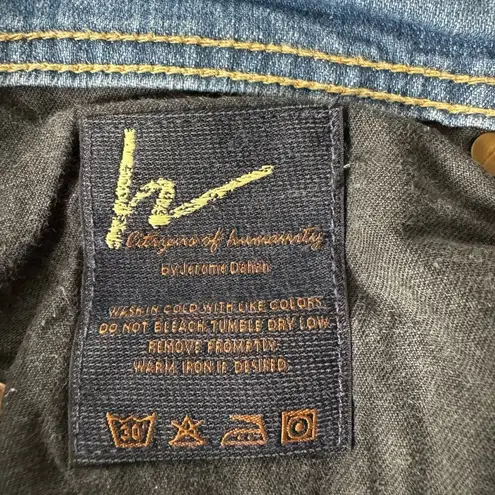 h
Citizens of humanity
by Jerome Dahan
WASH IN COLD WITH LIKE COLORS.
DO NOT BLEACH. TUMBLE DRY LOW.
REMOVE PROMPTLY.
WARM IRON IF DESIRED.
30°